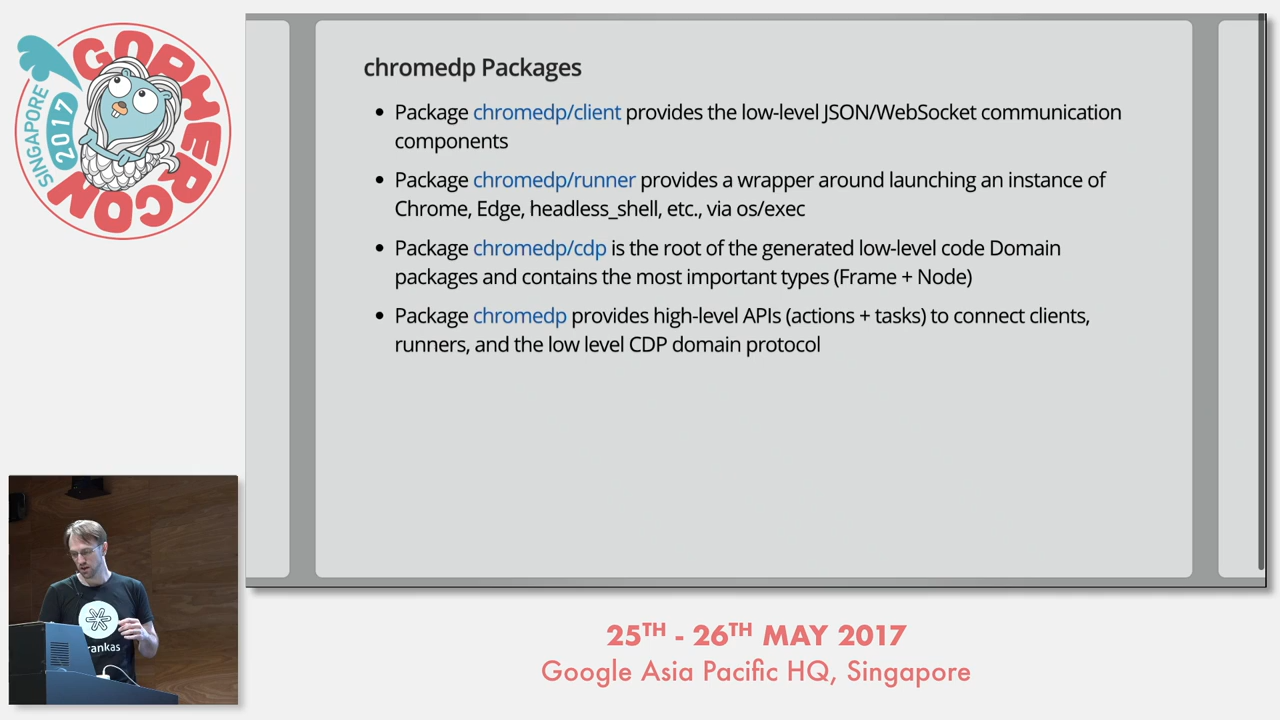 GOPHERCON
SINGAPORE
2017
chromedp Packages
• Package chromedp/client provides the low-level JSON/WebSocket communication
components
• Package chromedp/runner provides a wrapper around launching an instance of
Chrome, Edge, headless_shell, etc., via os/exec
• Package chromedp/cdp is the root of the generated low-level code Domain
packages and contains the most important types (Frame + Node)
• Package chromedp provides high-level APIs (actions + tasks) to connect clients,
runners, and the low level CDP domain protocol
rankas
25TH - 26TH MAY 2017
Google Asia Pacific HQ, Singapore